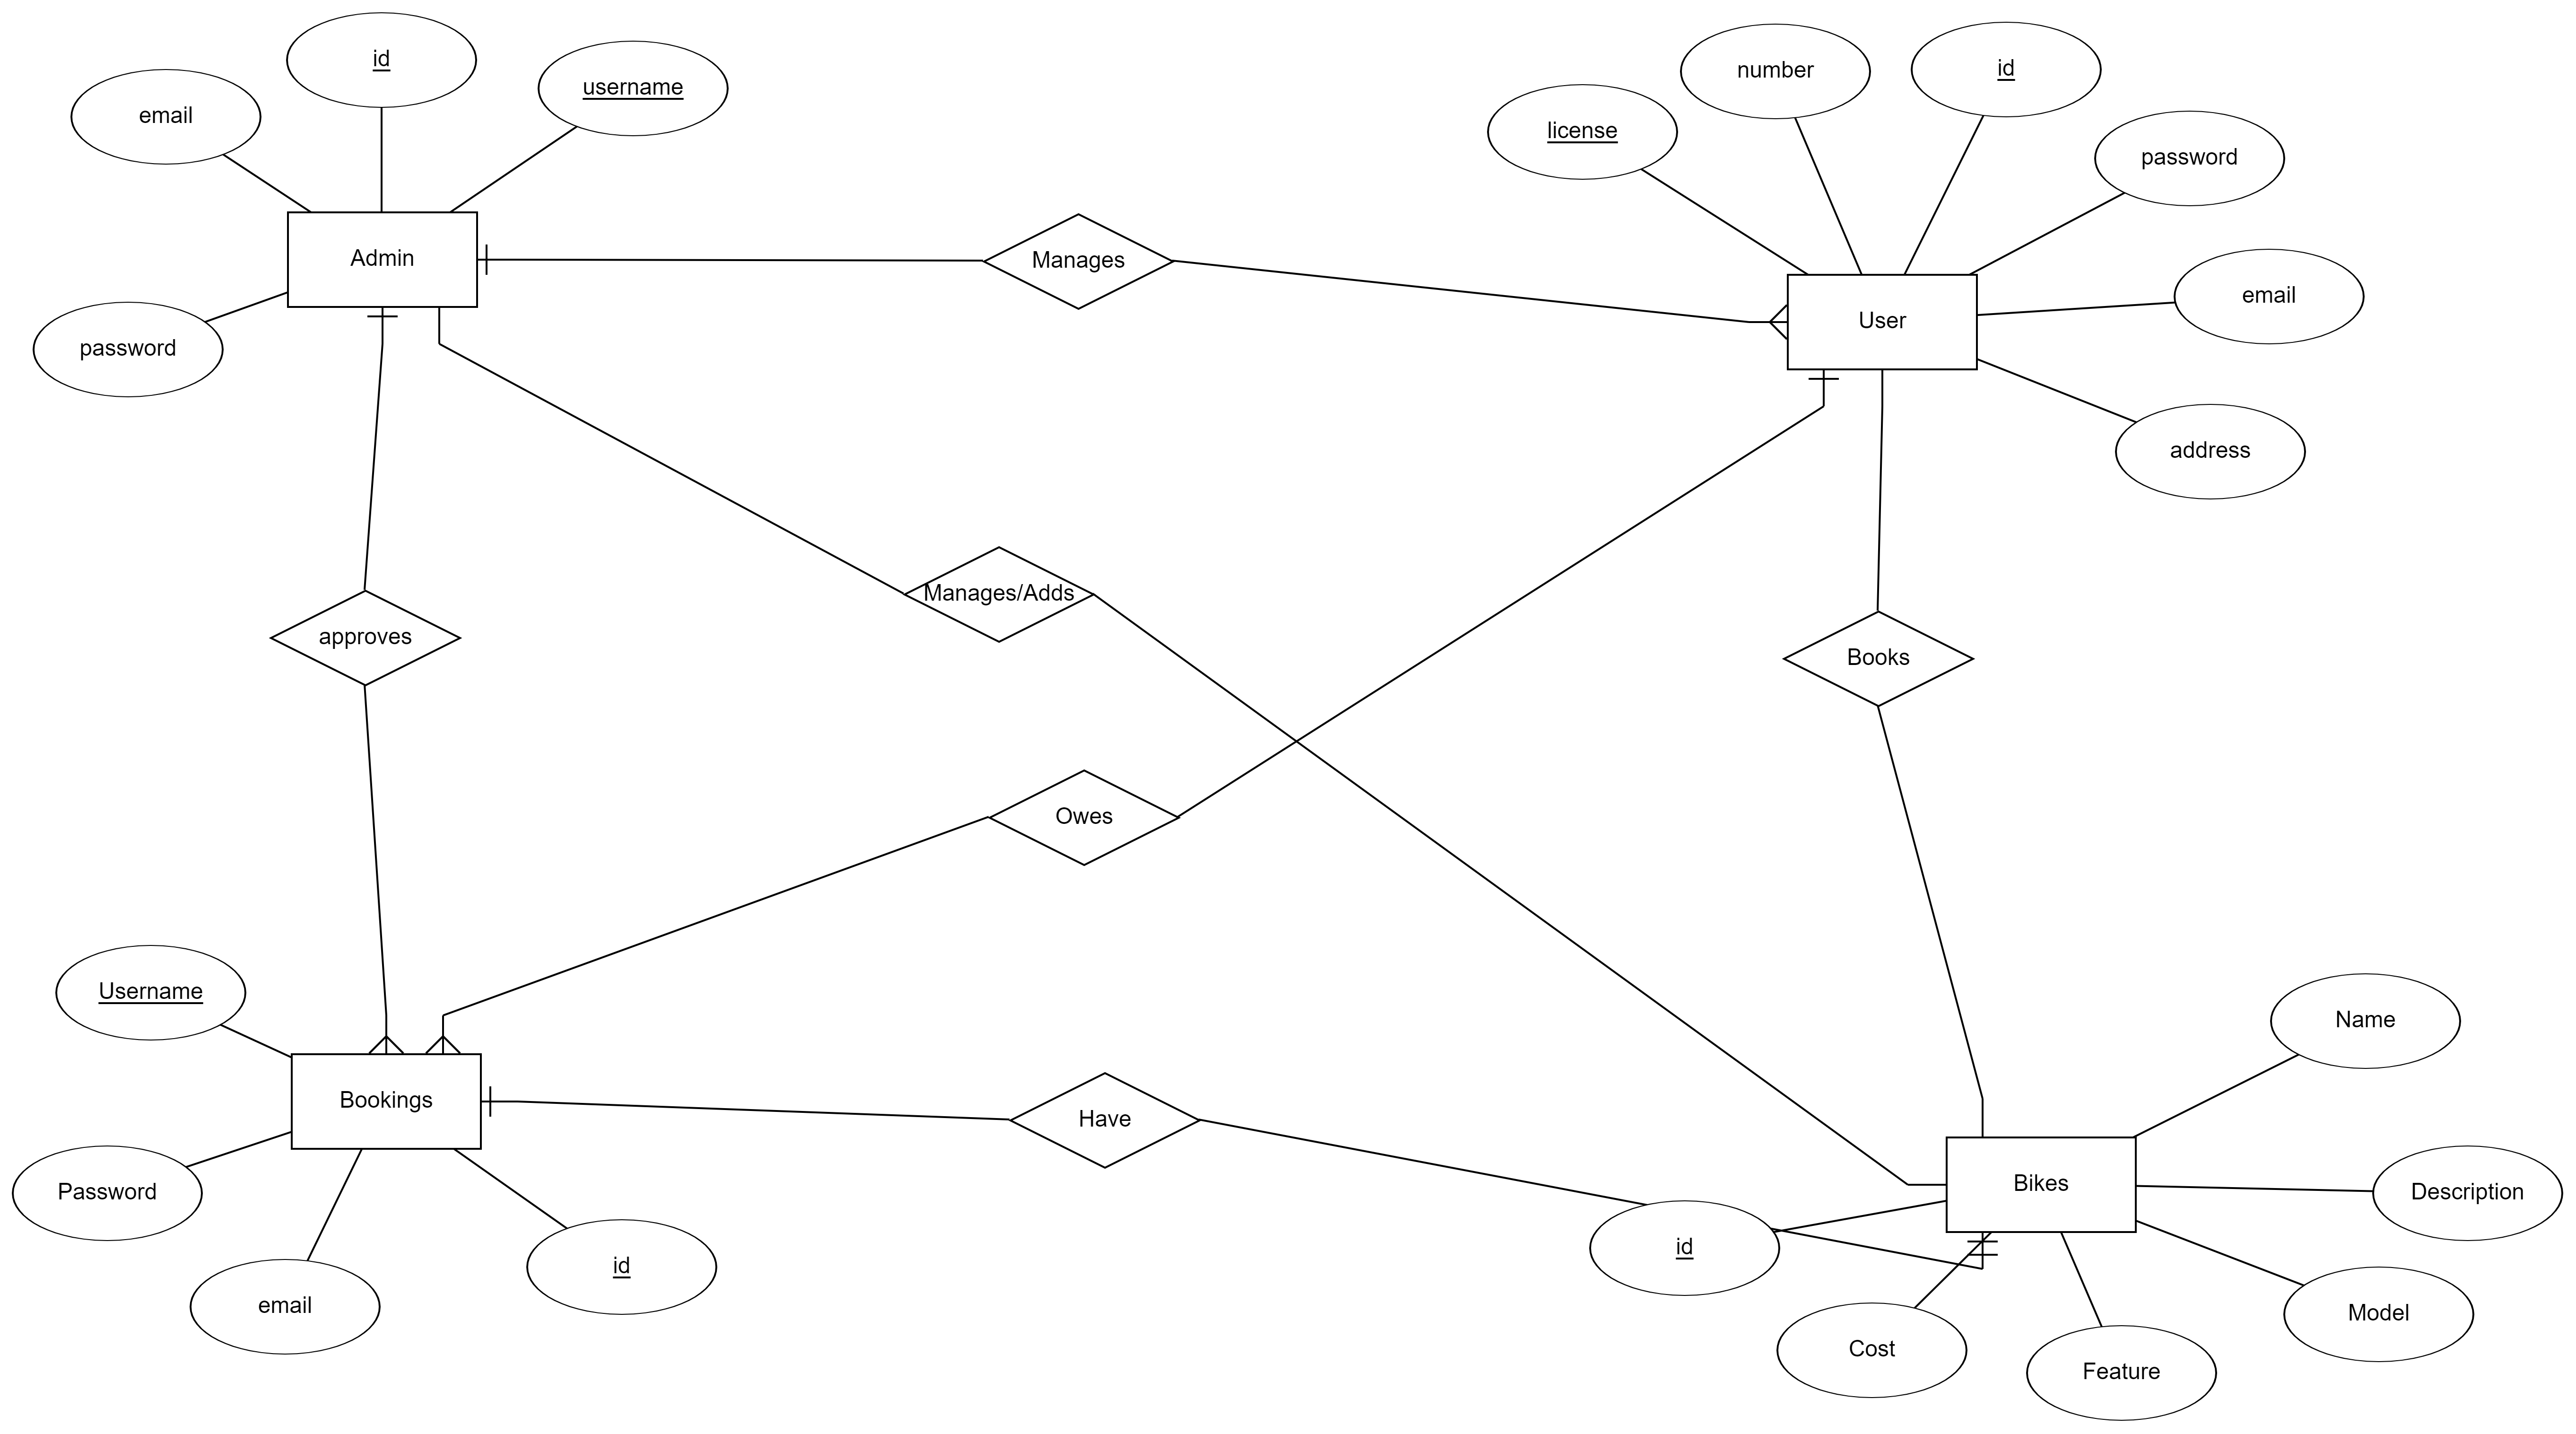 id
username
email
number
id
license
password
Admin
Manages
email
User
password
address
Manages/Adds
approves
Books
Owes
Username
Name
Bookings
Have
Bikes
Password
Description
id
id
email
Model
Cost
Feature